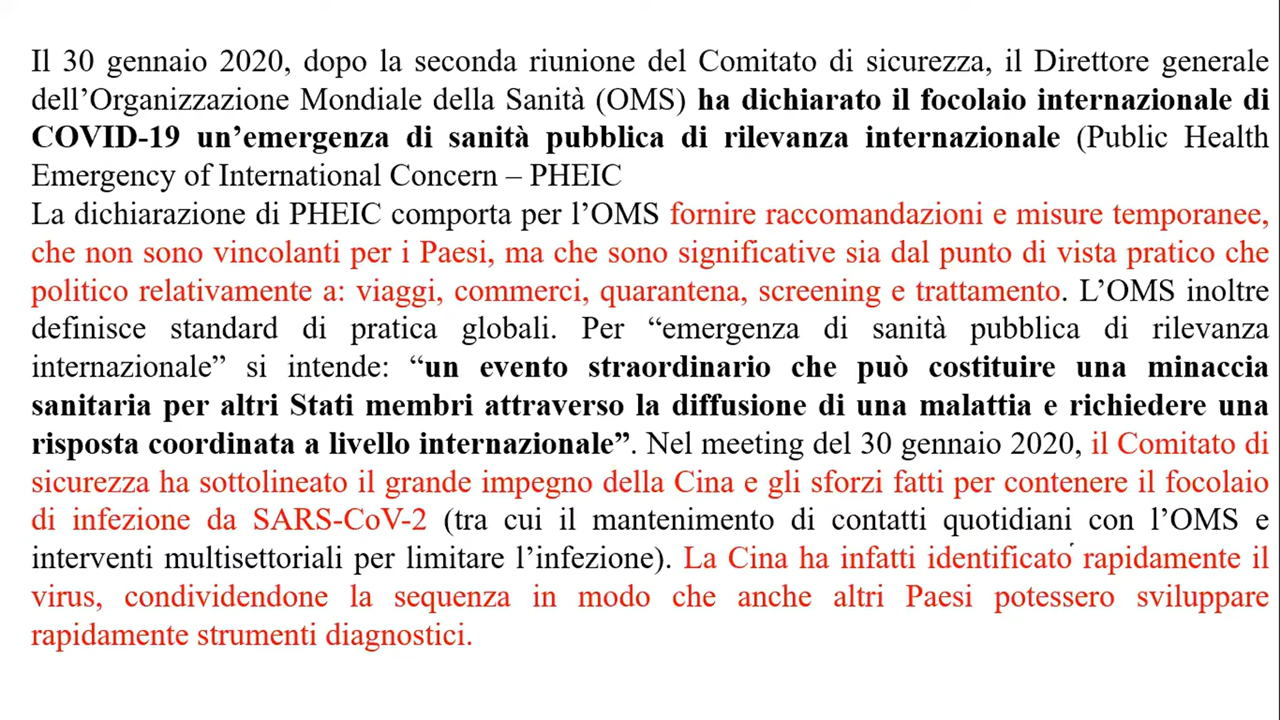 Il 30 gennaio 2020, dopo la seconda riunione del Comitato di sicurezza, il Direttore generale
dell’Organizzazione Mondiale della Sanità (OMS) ha dichiarato il focolaio internazionale di
COVID-19 un’emergenza di sanità pubblica di rilevanza internazionale (Public Health
Emergency of International Concern – PHEIC
La dichiarazione di PHEIC comporta per l’OMS fornire raccomandazioni e misure temporanee,
che non sono vincolanti per i Paesi, ma che sono significative sia dal punto di vista pratico che
politico relativamente a: viaggi, commerci, quarantena, screening e trattamento. L’OMS inoltre
definisce standard di pratica globali. Per “emergenza di sanità pubblica di rilevanza
internazionale” si intende: “un evento straordinario che può costituire una minaccia
sanitaria per altri Stati membri attraverso la diffusione di una malattia e richiedere una
risposta coordinata a livello internazionale”. Nel meeting del 30 gennaio 2020, il Comitato di
sicurezza ha sottolineato il grande impegno della Cina e gli sforzi fatti per contenere il focolaio
di infezione da SARS-CoV-2 (tra cui il mantenimento di contatti quotidiani con l’OMS e
interventi multisettoriali per limitare l’infezione). La Cina ha infatti identificato rapidamente il
virus, condividendone la sequenza in modo che anche altri Paesi potessero sviluppare
rapidamente strumenti diagnostici.